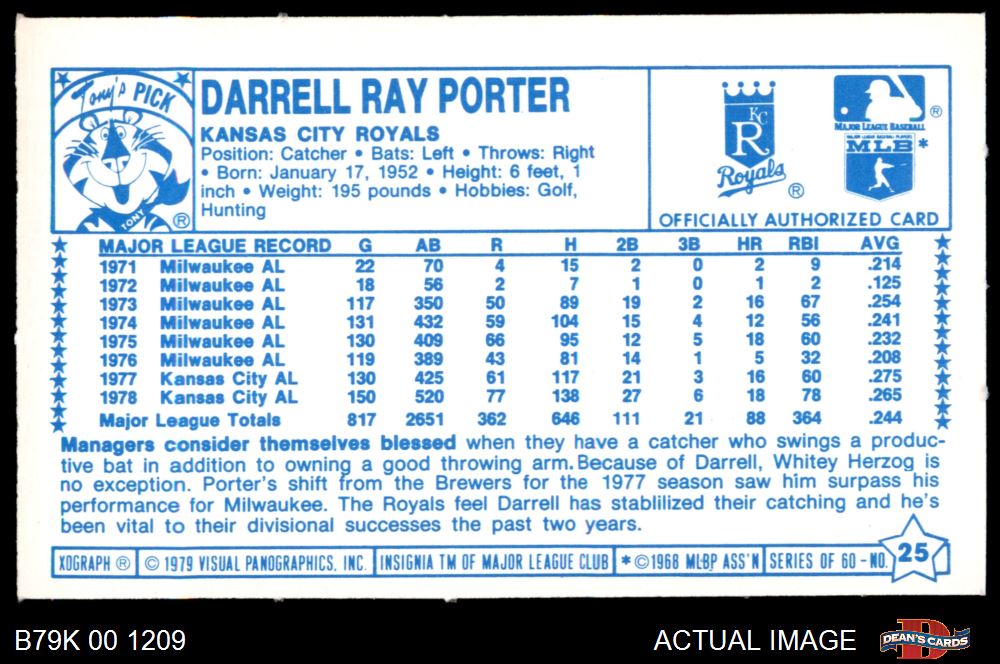 Tony's PICK
TONY
®
DARRELL RAY PORTER
KANSAS CITY ROYALS
Position: Catcher • Bats: Left • Throws: Right
• Born: January 17, 1952 • Height: 6 feet, 1
inch • Weight: 195 pounds • Hobbies: Golf,
Hunting
KC
R
Royals ®
®
MAJOR LEAGUE BASEBALL
MAJOR LEAGUE BASEBALL PLAYERS
MLB *
OFFICIALLY AUTHORIZED CARD
MAJOR LEAGUE RECORD G AB R H 2B 3B HR RBI AVG
1971 Milwaukee AL 22 70 4 15 2 0 2 9 .214
1972 Milwaukee AL 18 56 2 7 1 0 1 2 .125
1973 Milwaukee AL 117 350 50 89 19 2 16 67 .254
1974 Milwaukee AL 131 432 59 104 15 4 12 56 .241
1975 Milwaukee AL 130 409 66 95 12 5 18 60 .232
1976 Milwaukee AL 119 389 43 81 14 1 5 32 .208
1977 Kansas City AL 130 425 61 117 21 3 16 60 .275
1978 Kansas City AL 150 520 77 138 27 6 18 78 .265
Major League Totals 817 2651 362 646 111 21 88 364 .244
Managers consider themselves blessed when they have a catcher who swings a produc-
tive bat in addition to owning a good throwing arm. Because of Darrell, Whitey Herzog is
no exception. Porter's shift from the Brewers for the 1977 season saw him surpass his
performance for Milwaukee. The Royals feel Darrell has stablilized their catching and he's
been vital to their divisional successes the past two years.
XOGRAPH ® © 1979 VISUAL PANOGRAPHICS, INC. INSIGNIA TM OF MAJOR LEAGUE CLUB * ©1968 MLBP ASS'N SERIES OF 60 - NO. 25
B79K 00 1209
ACTUAL IMAGE
D
DEAN'S CARDS